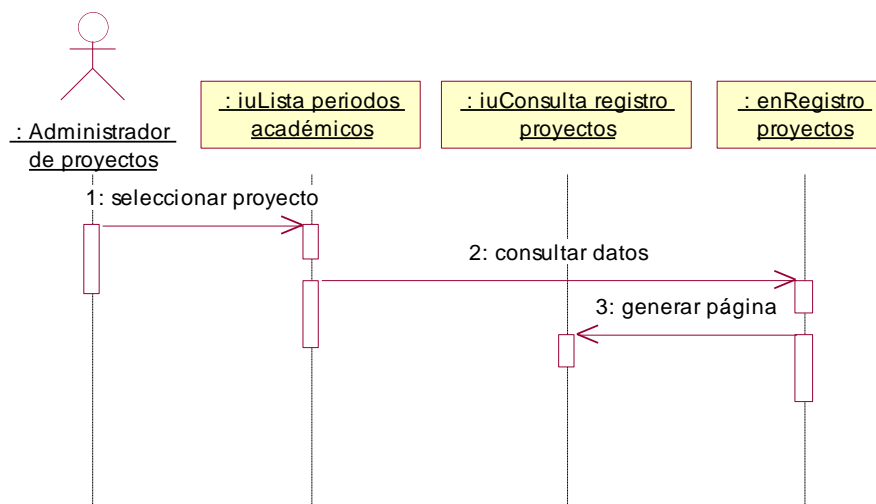 : Administrador
de proyectos
: iuLista periodos
académicos
: iuConsulta registro
proyectos
: enRegistro
proyectos
1: seleccionar proyecto
2: consultar datos
3: generar página